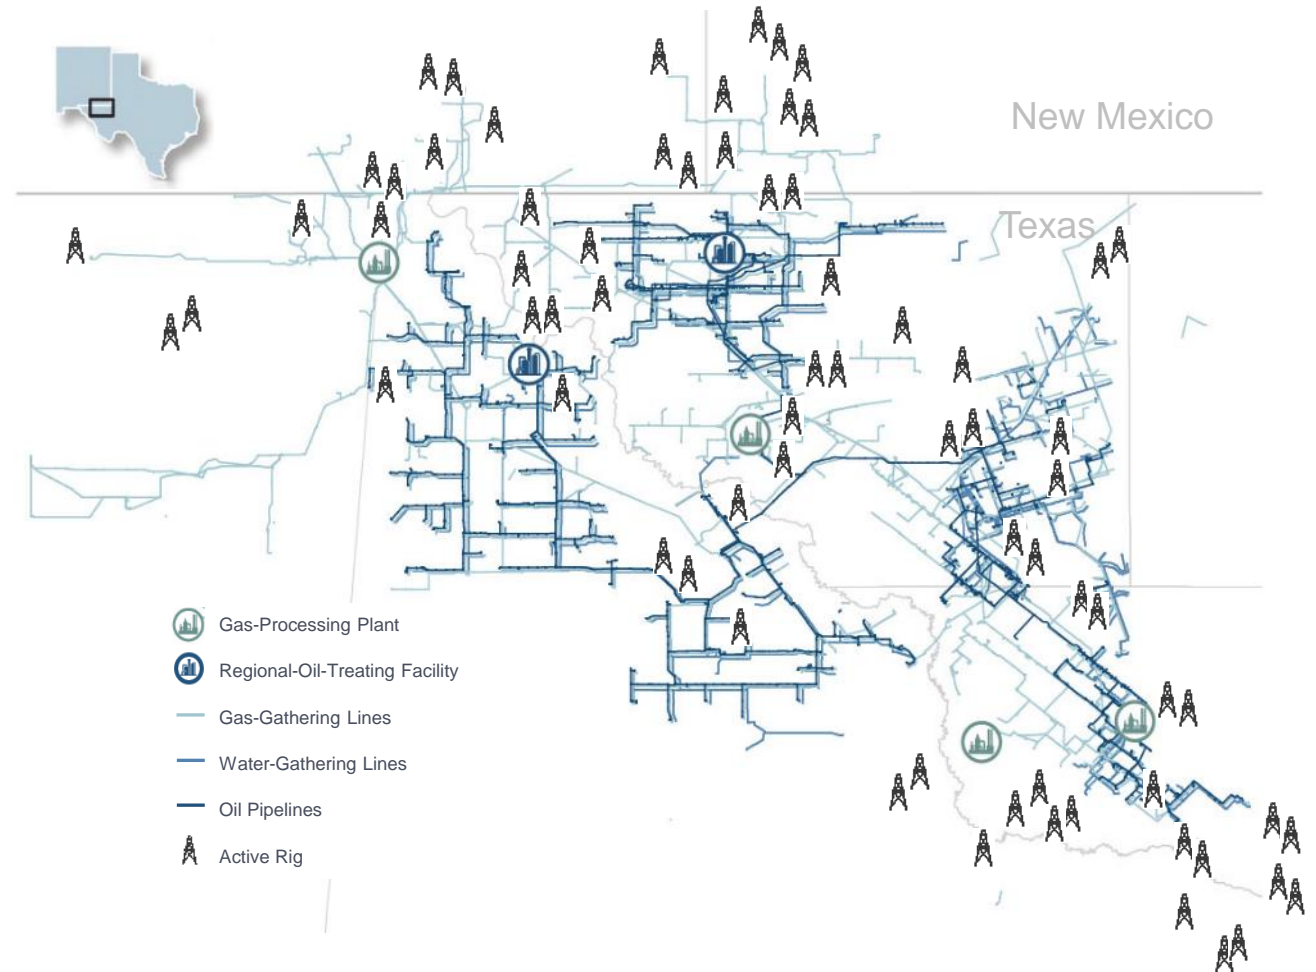 New Mexico
Texas
Gas-Processing Plant
Regional-Oil-Treating Facility
Gas-Gathering Lines
Water-Gathering Lines
Oil Pipelines
Active Rig